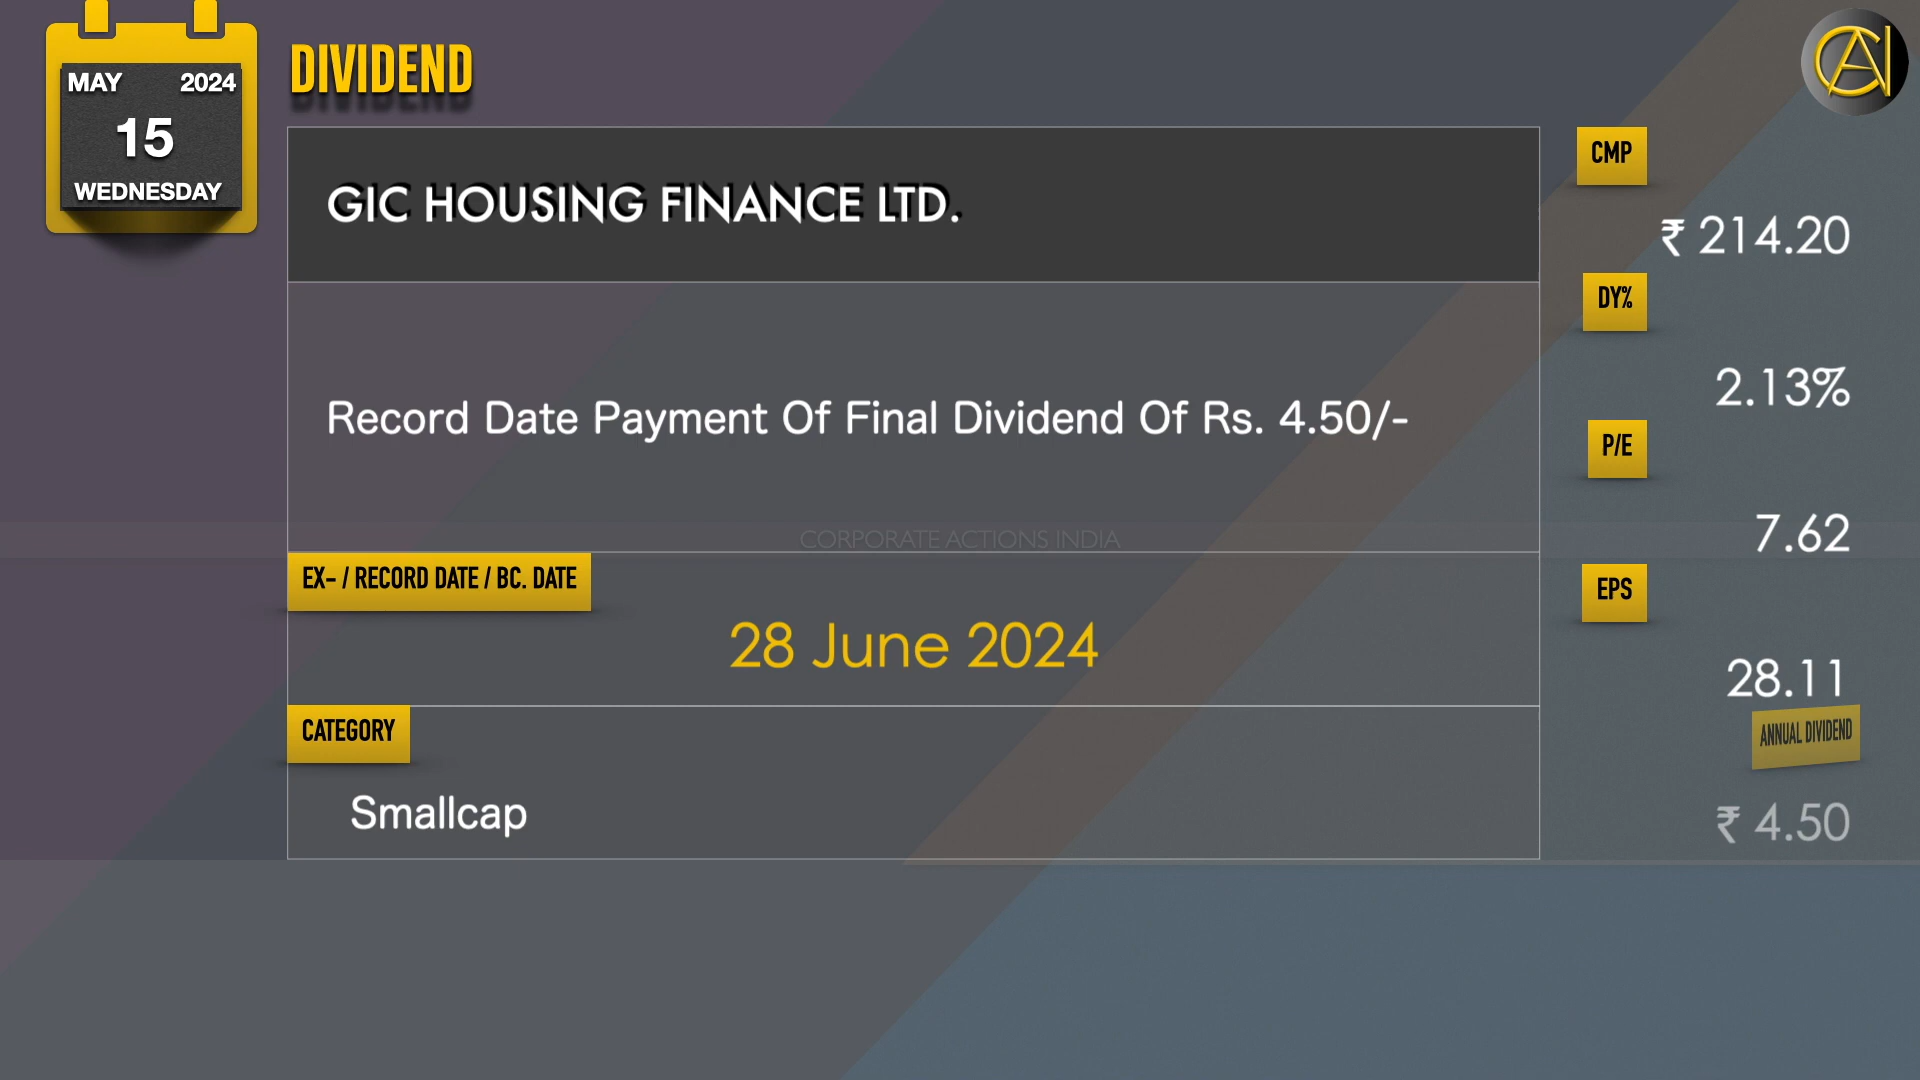 MAY 2024
15
WEDNESDAY
DIVIDEND
GIC HOUSING FINANCE LTD.
Record Date Payment Of Final Dividend Of Rs. 4.50/-
CORPORATE ACTIONS INDIA
EX- / RECORD DATE / BC. DATE
28 June 2024
CATEGORY
Smallcap
CAI
CMP
₹ 214.20
DY%
2.13%
P/E
7.62
EPS
28.11
ANNUAL DIVIDEND
₹ 4.50